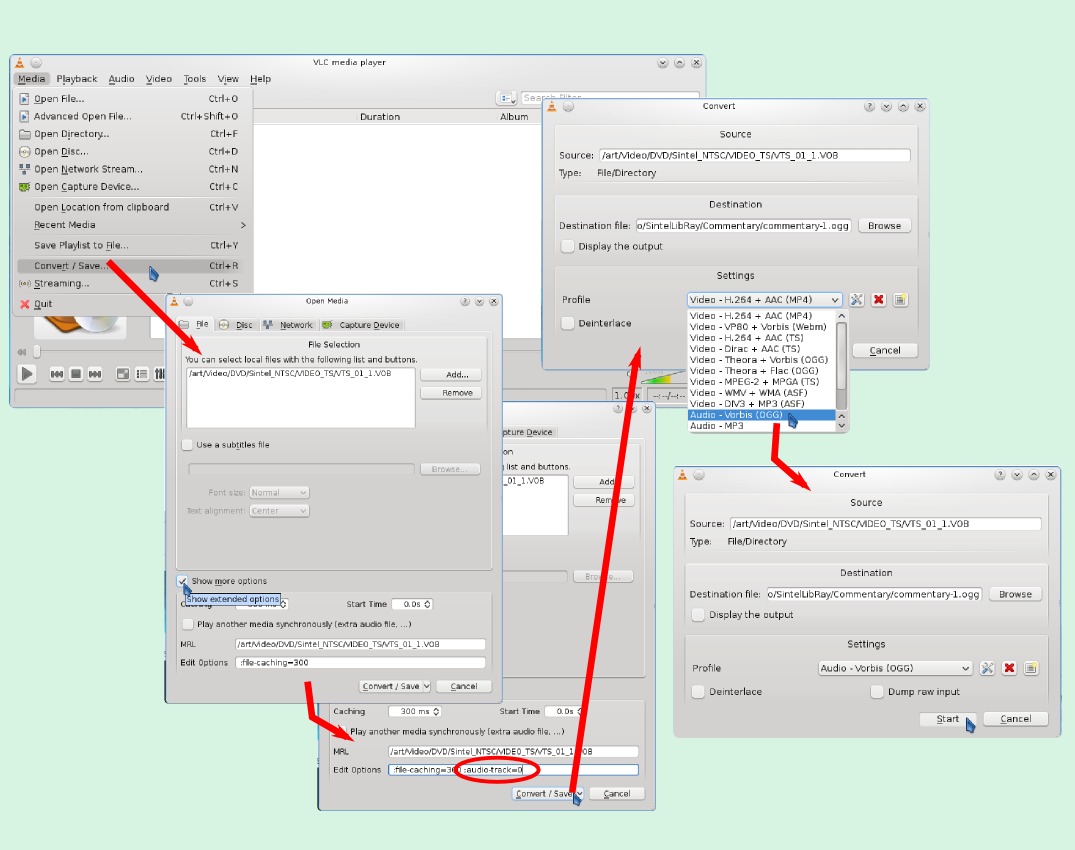 VLC media player
Media Playback Audio Video Tools View Help
Open File... Ctrl+O
Advanced Open File... Ctrl+Shift+O
Open Directory... Ctrl+F
Open Disc... Ctrl+D
Open Network Stream... Ctrl+N
Open Capture Device... Ctrl+C
Open Location from clipboard Ctrl+V
Recent Media
Save Playlist to File... Ctrl+Y
Convert / Save... Ctrl+R
Streaming... Ctrl+S
Quit
Search Filter
Duration Album
Open Media
File Disc Network Capture Device
File Selection
You can select local files with the following list and buttons.
/art/Video/DVD/Sintel_NTSC/VIDEO_TS/VTS_01_1.VOB
Add...
Remove
Use a subtitles file
Browse...
Font size: Normal
Text alignment: Center
Show more options
Show extended options
Start Time 0.0s
Play another media synchronously (extra audio file, ...)
MRL /art/Video/DVD/Sintel_NTSC/VIDEO_TS/VTS_01_1.VOB
Edit Options :file-caching=300
Convert / Save Cancel
pture Device
on
list and buttons.
_01_1.VOB
Add
Remove
Browse...
Caching 300 ms Start Time 0.0s
Play another media synchronously (extra audio file, ...)
MRL /art/Video/DVD/Sintel_NTSC/VIDEO_TS/VTS_01_1.VOB
Edit Options :file-caching=300 :audio-track=0
Convert / Save Cancel
Convert
Source
Source: /art/Video/DVD/Sintel_NTSC/VIDEO_TS/VTS_01_1.VOB
Type: File/Directory
Destination
Destination file: o/SintelLibRay/Commentary/commentary-1.ogg Browse
Display the output
Settings
Profile Video - H.264 + AAC (MP4)
Deinterlace
Video - H.264 + AAC (MP4)
Video - VP80 + Vorbis (Webm)
Video - H.264 + AAC (TS)
Video - Dirac + AAC (TS)
Video - Theora + Vorbis (OGG)
Video - Theora + Flac (OGG)
Video - MPEG-2 + MPGA (TS)
Video - WMV + WMA (ASF)
Video - DIV3 + MP3 (ASF)
Audio - Vorbis (OGG)
Audio - MP3
Cancel
--:--/--:
Convert
Source
Source: /art/Video/DVD/Sintel_NTSC/VIDEO_TS/VTS_01_1.VOB
Type: File/Directory
Destination
Destination file: o/SintelLibRay/Commentary/commentary-1.ogg Browse
Display the output
Settings
Profile Audio - Vorbis (OGG)
Deinterlace Dump raw input
Start Cancel